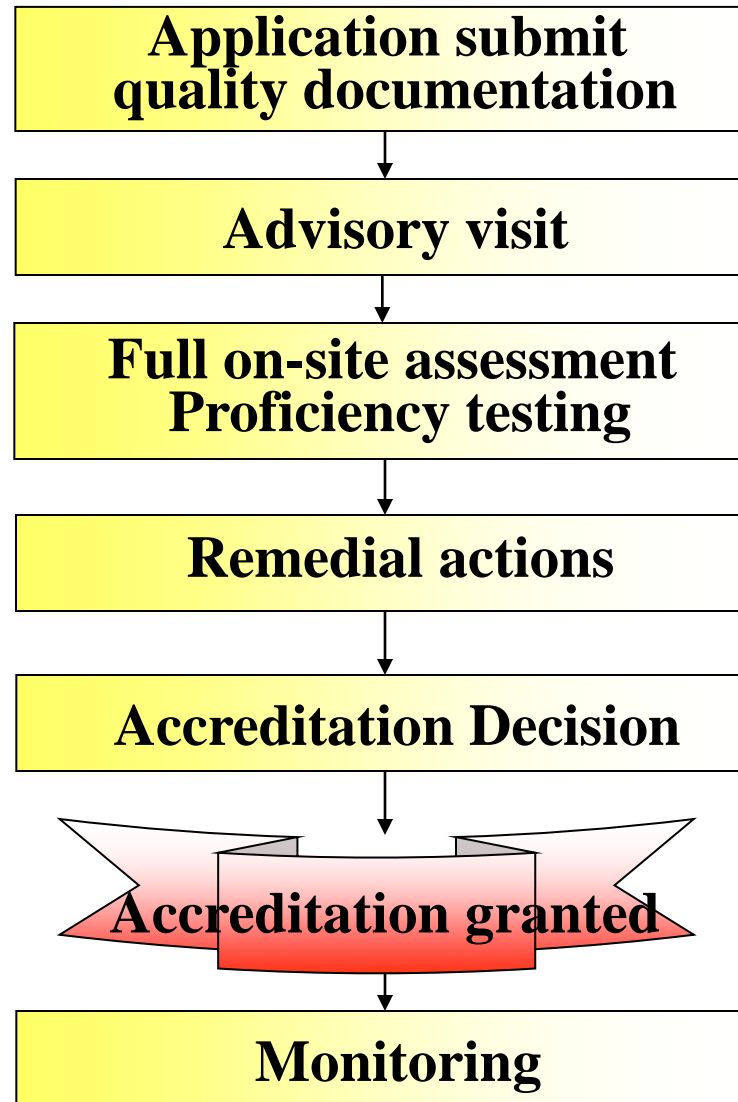 Application submit
quality documentation
Advisory visit
Full on-site assessment
Proficiency testing
Remedial actions
Accreditation Decision
Accreditation granted
Monitoring